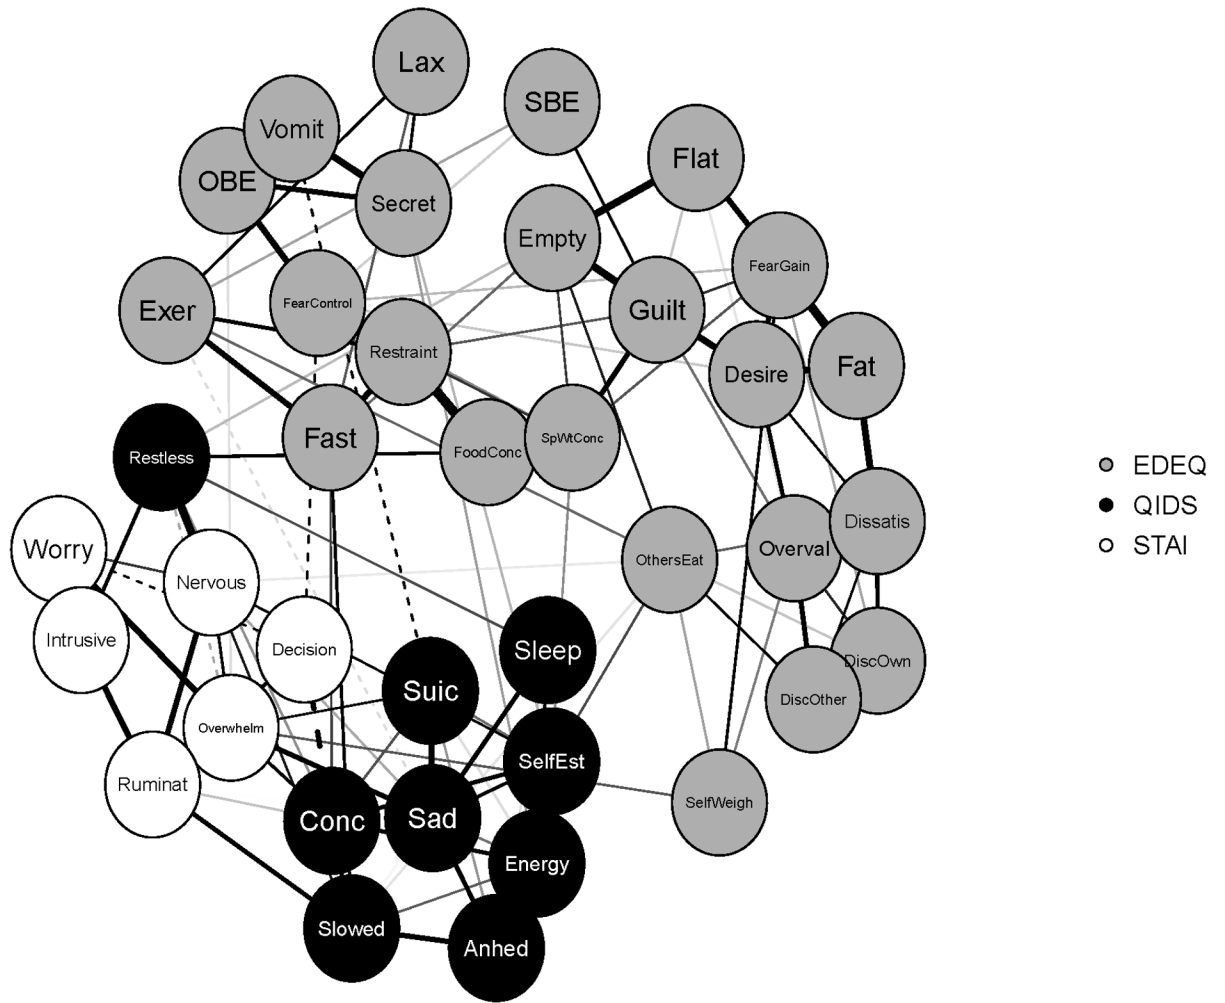 Lax
SBE
Vomit
Flat
OBE
Secret
Empty
FearGain
FearControl
Exer
Guilt
Restraint
Desire
Fat
Fast
SpWtConc
FoodConc
Restless
EDEQ
QIDS
STAI
Dissatis
Worry
Overval
OthersEat
Nervous
Intrusive
Decision
Sleep
DiscOwn
Suic
DiscOther
Overwhelm
SelfEst
Ruminat
SelfWeigh
Conc
Sad
Energy
Slowed
Anhed